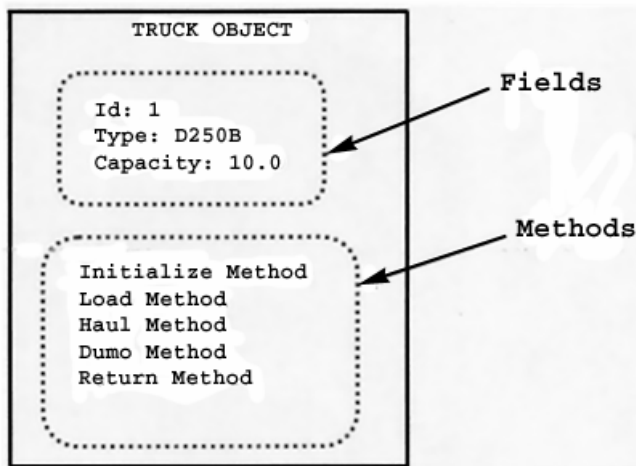 TRUCK OBJECT
Id: 1
Type: D250B
Capacity: 10.0
Fields
Initialize Method
Load Method
Haul Method
Dumo Method
Return Method
Methods